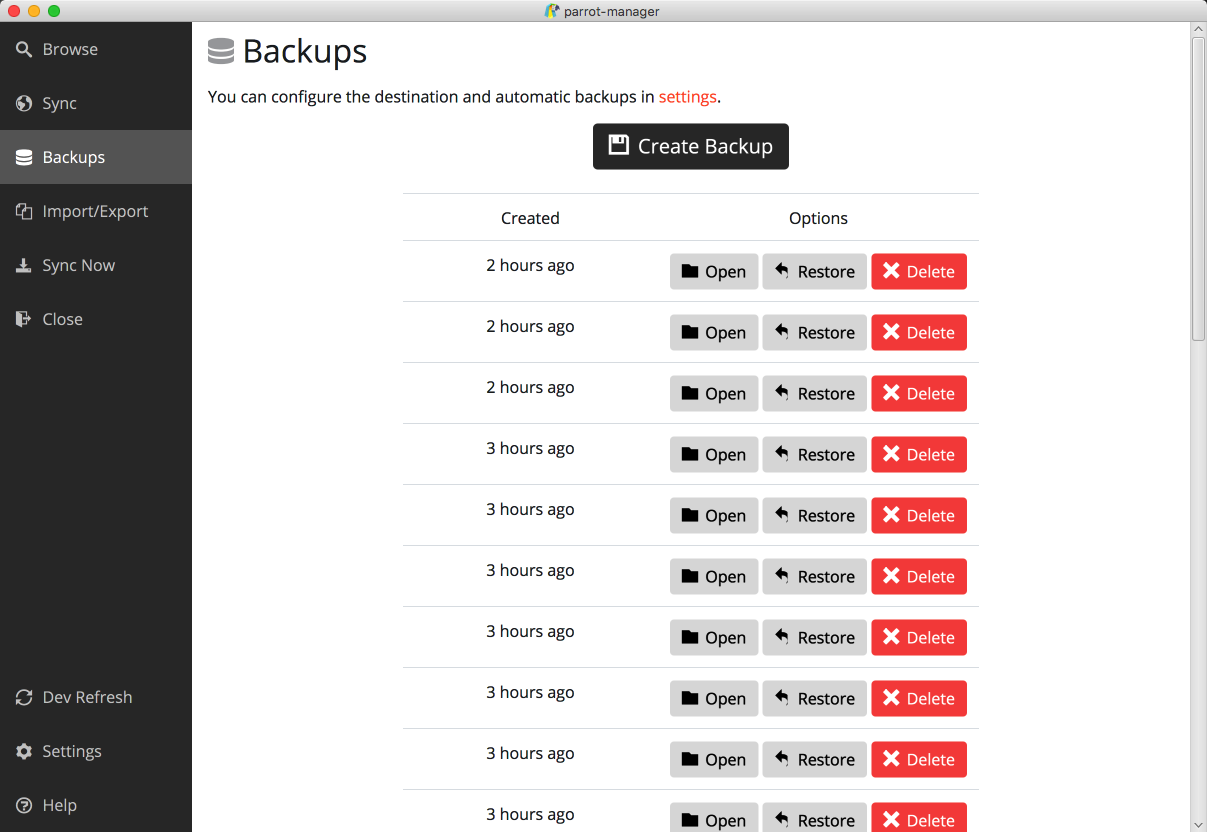 parrot-manager
Browse
Sync
Backups
Import/Export
Sync Now
Close
Dev Refresh
Settings
Help
Backups
You can configure the destination and automatic backups in settings.
Create Backup
Created Options
2 hours ago Open Restore Delete
2 hours ago Open Restore Delete
2 hours ago Open Restore Delete
3 hours ago Open Restore Delete
3 hours ago Open Restore Delete
3 hours ago Open Restore Delete
3 hours ago Open Restore Delete
3 hours ago Open Restore Delete
3 hours ago Open Restore Delete
3 hours ago Open Restore Delete